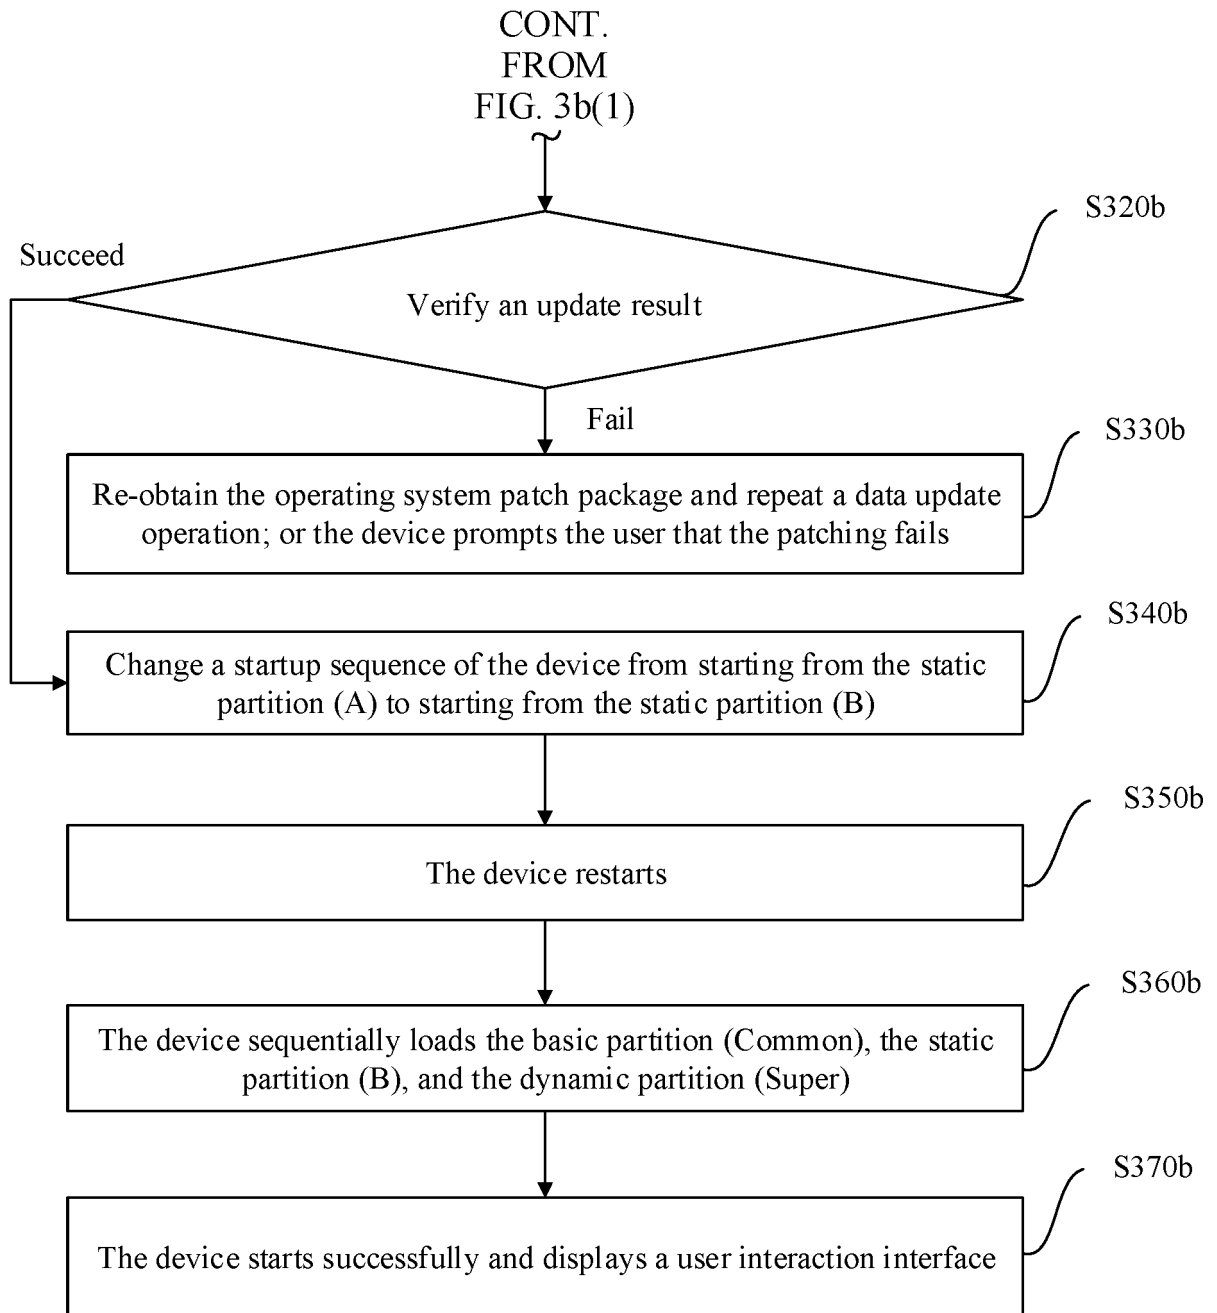 CONT.
FROM
FIG. 3b(1)
S320b
Succeed
Verify an update result
Fail
S330b
Re-obtain the operating system patch package and repeat a data update
operation; or the device prompts the user that the patching fails
S340b
Change a startup sequence of the device from starting from the static
partition (A) to starting from the static partition (B)
S350b
The device restarts
S360b
The device sequentially loads the basic partition (Common), the static
partition (B), and the dynamic partition (Super)
S370b
The device starts successfully and displays a user interaction interface